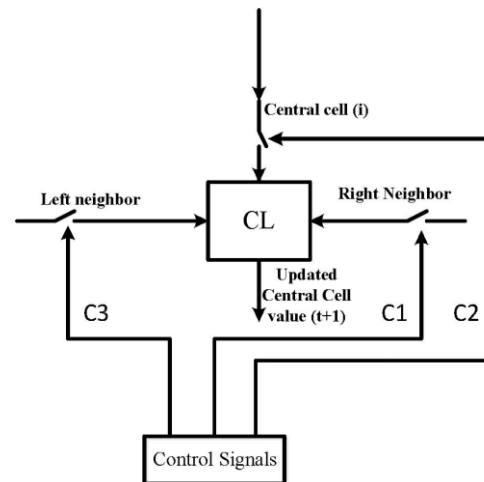 Central cell (i)
Left neighbor
Right Neighbor
CL
Updated
Central Cell
value (t+1)
C3
C1
C2
Control Signals